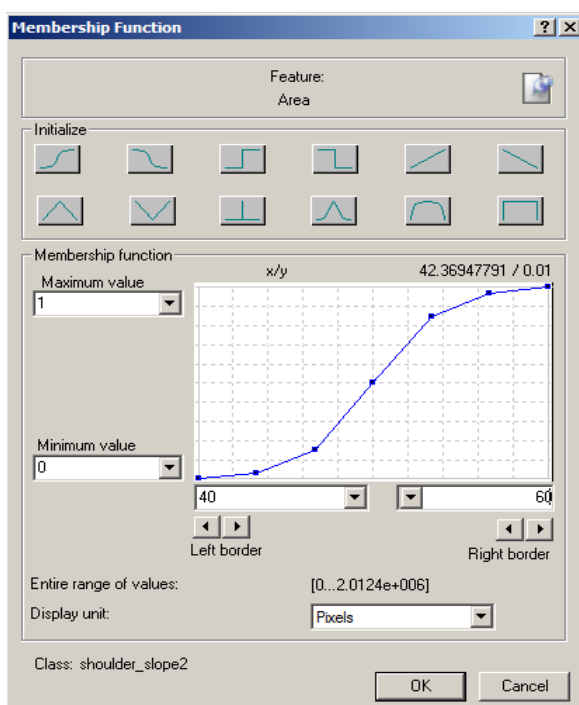 Membership Function
Feature:
Area
Initialize
Membership function
x/y 42.36947791 / 0.01
Maximum value
1
Minimum value
0
40 60
Left border Right border
Entire range of values: [0...2.0124e+006]
Display unit: Pixels
Class: shoulder_slope2
OK Cancel